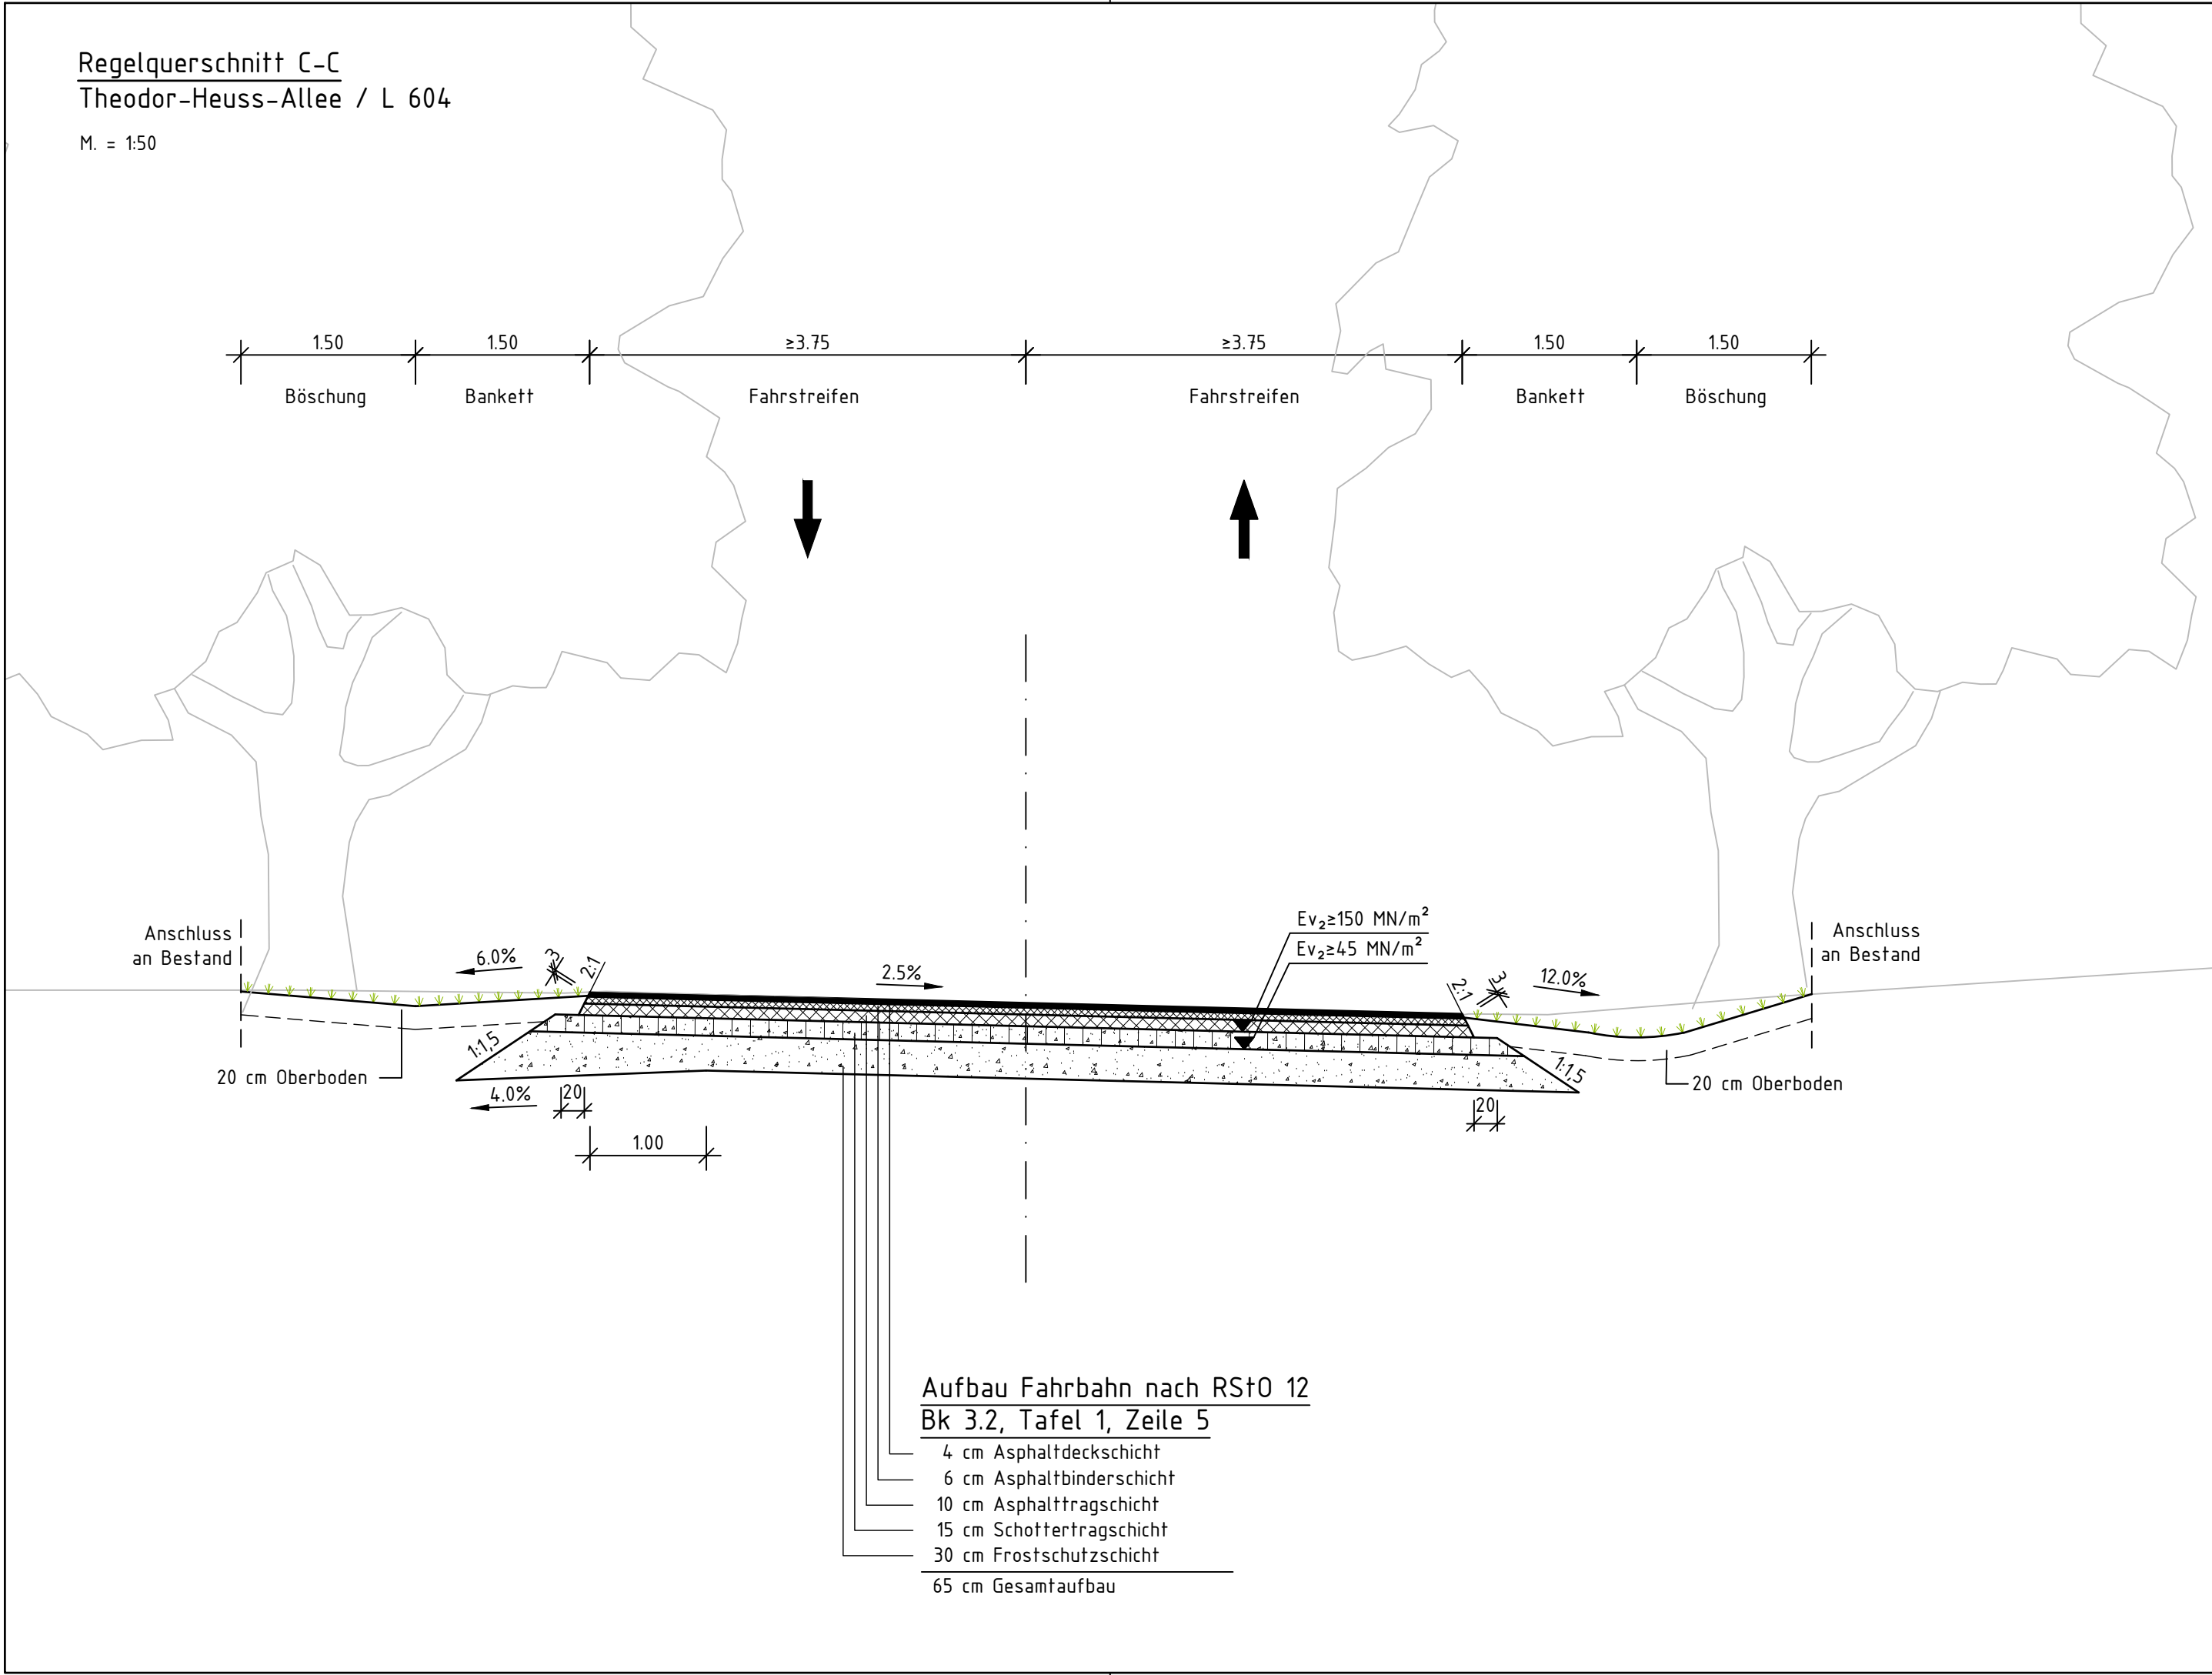 Regelquerschnitt C-C
Theodor-Heuss-Allee / L 604
M. = 1:50
1.50 1.50 ≥3.75 ≥3.75 1.50 1.50
Böschung Bankett Fahrstreifen Fahrstreifen Bankett Böschung
Anschluss
an Bestand
6.0%
3
2:1
2.5%
Ev₂≥150 MN/m²
Ev₂≥45 MN/m²
2:1
3
12.0%
Anschluss
an Bestand
1:1,5
20 cm Oberboden
4.0%
20
1.00
1:1,5
20 cm Oberboden
20
Aufbau Fahrbahn nach RStO 12
Bk 3.2, Tafel 1, Zeile 5
4 cm Asphaltdeckschicht
6 cm Asphaltbinderschicht
10 cm Asphalttragschicht
15 cm Schottertragschicht
30 cm Frostschutzschicht
65 cm Gesamtaufbau